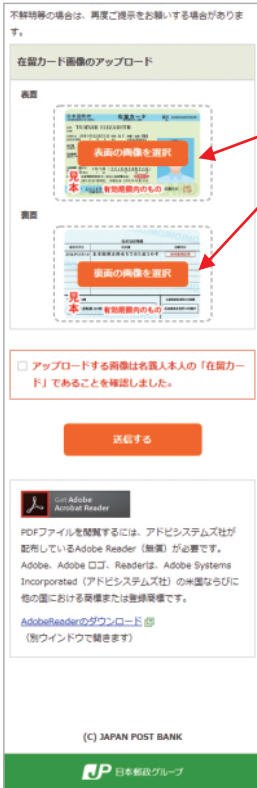 不鮮明等の場合は、再度ご提示をお願いする場合がありま
す。
在留カード画像のアップロード
表面
在留カード
TURNER ELIZABETH
表面の画像を選択
見本
有効期限内のもの
裏面
裏面の画像を選択
見本
有効期限内のもの
アップロードする画像は名義人本人の「在留カー
ド」であることを確認しました。
送信する
Get Adobe
Acrobat Reader
PDFファイルを閲覧するには、アドビシステムズ社が
配布しているAdobe Reader（無償）が必要です。
Adobe、Adobe ロゴ、Readerは、Adobe Systems
Incorporated（アドビシステムズ社）の米国ならびに
他の国における商標または登録商標です。
AdobeReaderのダウンロード
（別ウインドウで開きます）
(C) JAPAN POST BANK
JP 日本郵政グループ